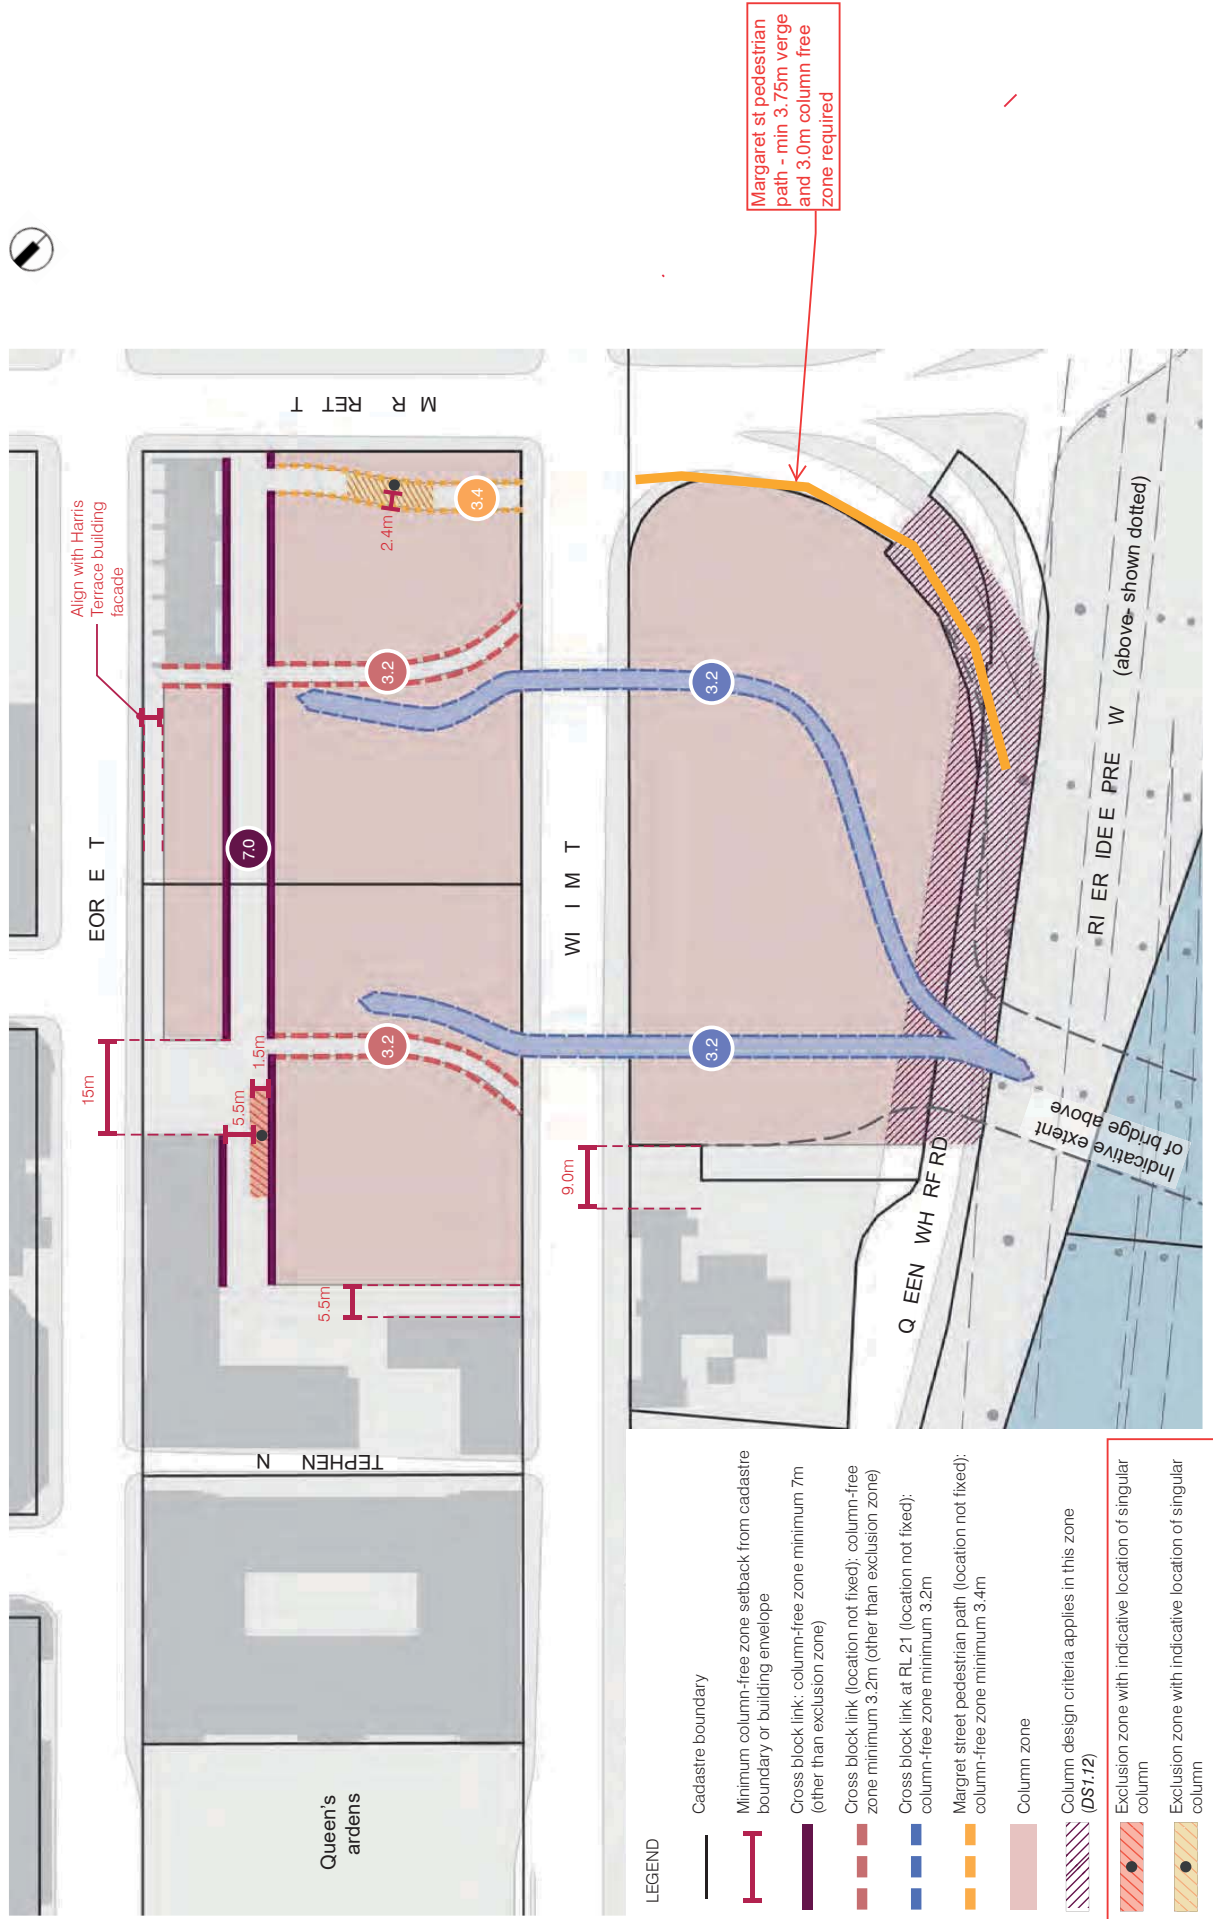 Margaret st pedestrian
path - min 3.75m verge
and 3.0m column free
zone required
M R RET T
Align with Harris
Terrace building
facade
2.4m
3.4
3.2
3.2
7.0
EOR E T
WI I M T
RI ER IDE E PRE W (above- shown dotted)
15m
5.5m
1.5m
3.2
3.2
9.0m
5.5m
Indicative extent
of bridge above
Q EEN WH RF RD
TEPHEN N
Queen's
ardens
LEGEND
Cadastre boundary
Minimum column-free zone setback from cadastre
boundary or building envelope
Cross block link: column-free zone minimum 7m
(other than exclusion zone)
Cross block link (location not fixed): column-free
zone minimum 3.2m (other than exclusion zone)
Cross block link at RL 21 (location not fixed):
column-free zone minimum 3.2m
Margret street pedestrian path (location not fixed):
column-free zone minimum 3.4m
Column zone
Column design criteria applies in this zone
(DS1.12)
Exclusion zone with indicative location of singular
column
Exclusion zone with indicative location of singular
column